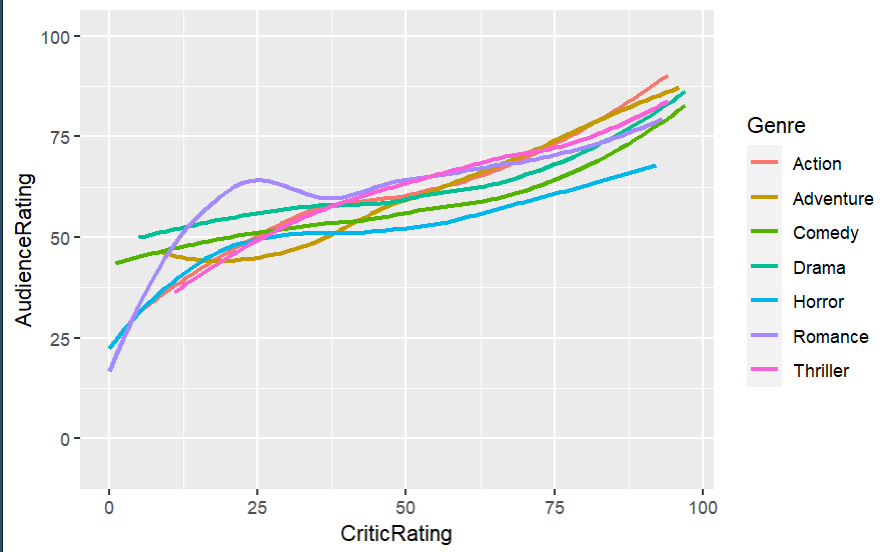 100
75
50
25
0
AudienceRating
0 25 50 75 100
CriticRating
Genre
Action
Adventure
Comedy
Drama
Horror
Romance
Thriller